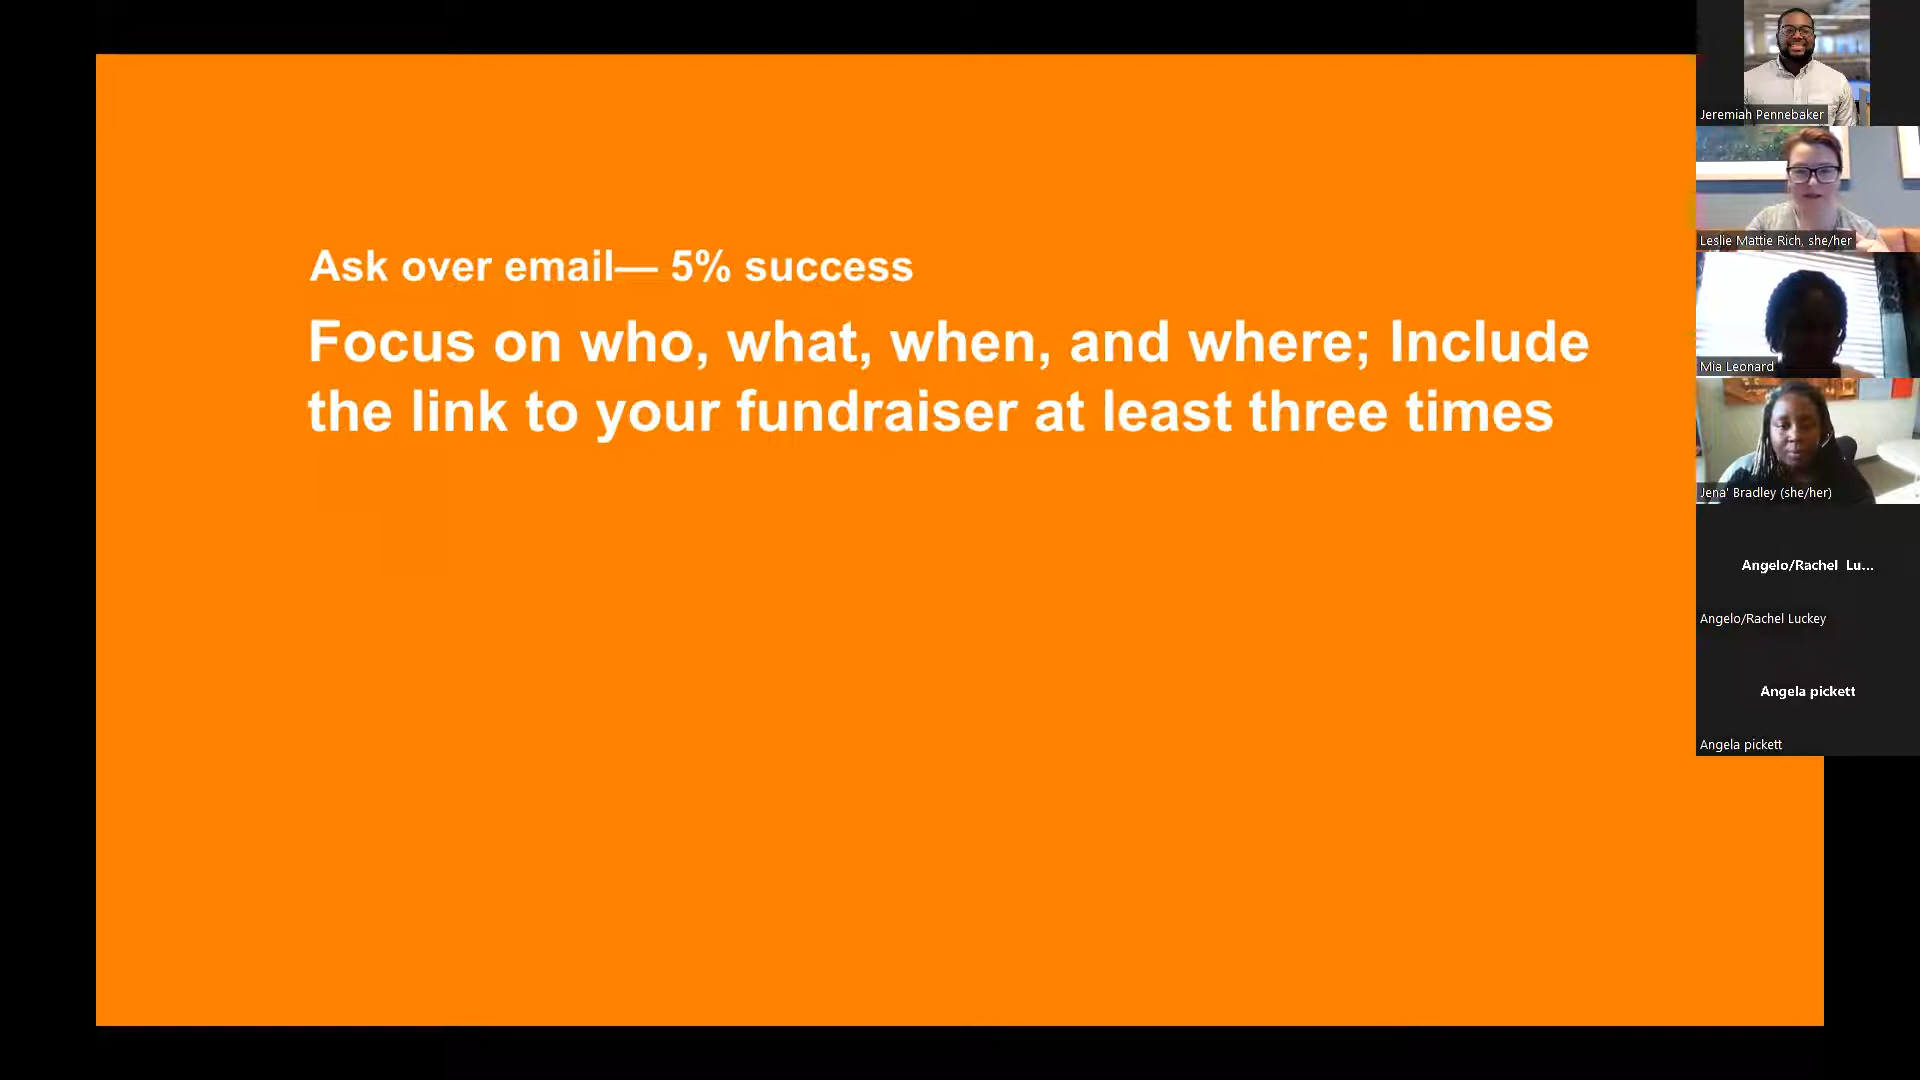 Ask over email— 5% success
Focus on who, what, when, and where; Include
the link to your fundraiser at least three times
Jeremiah Pennebaker
Leslie Mattie Rich, she/her
Mia Leonard
Jena' Bradley (she/her)
Angelo/Rachel Lu...
Angelo/Rachel Luckey
Angela pickett
Angela pickett